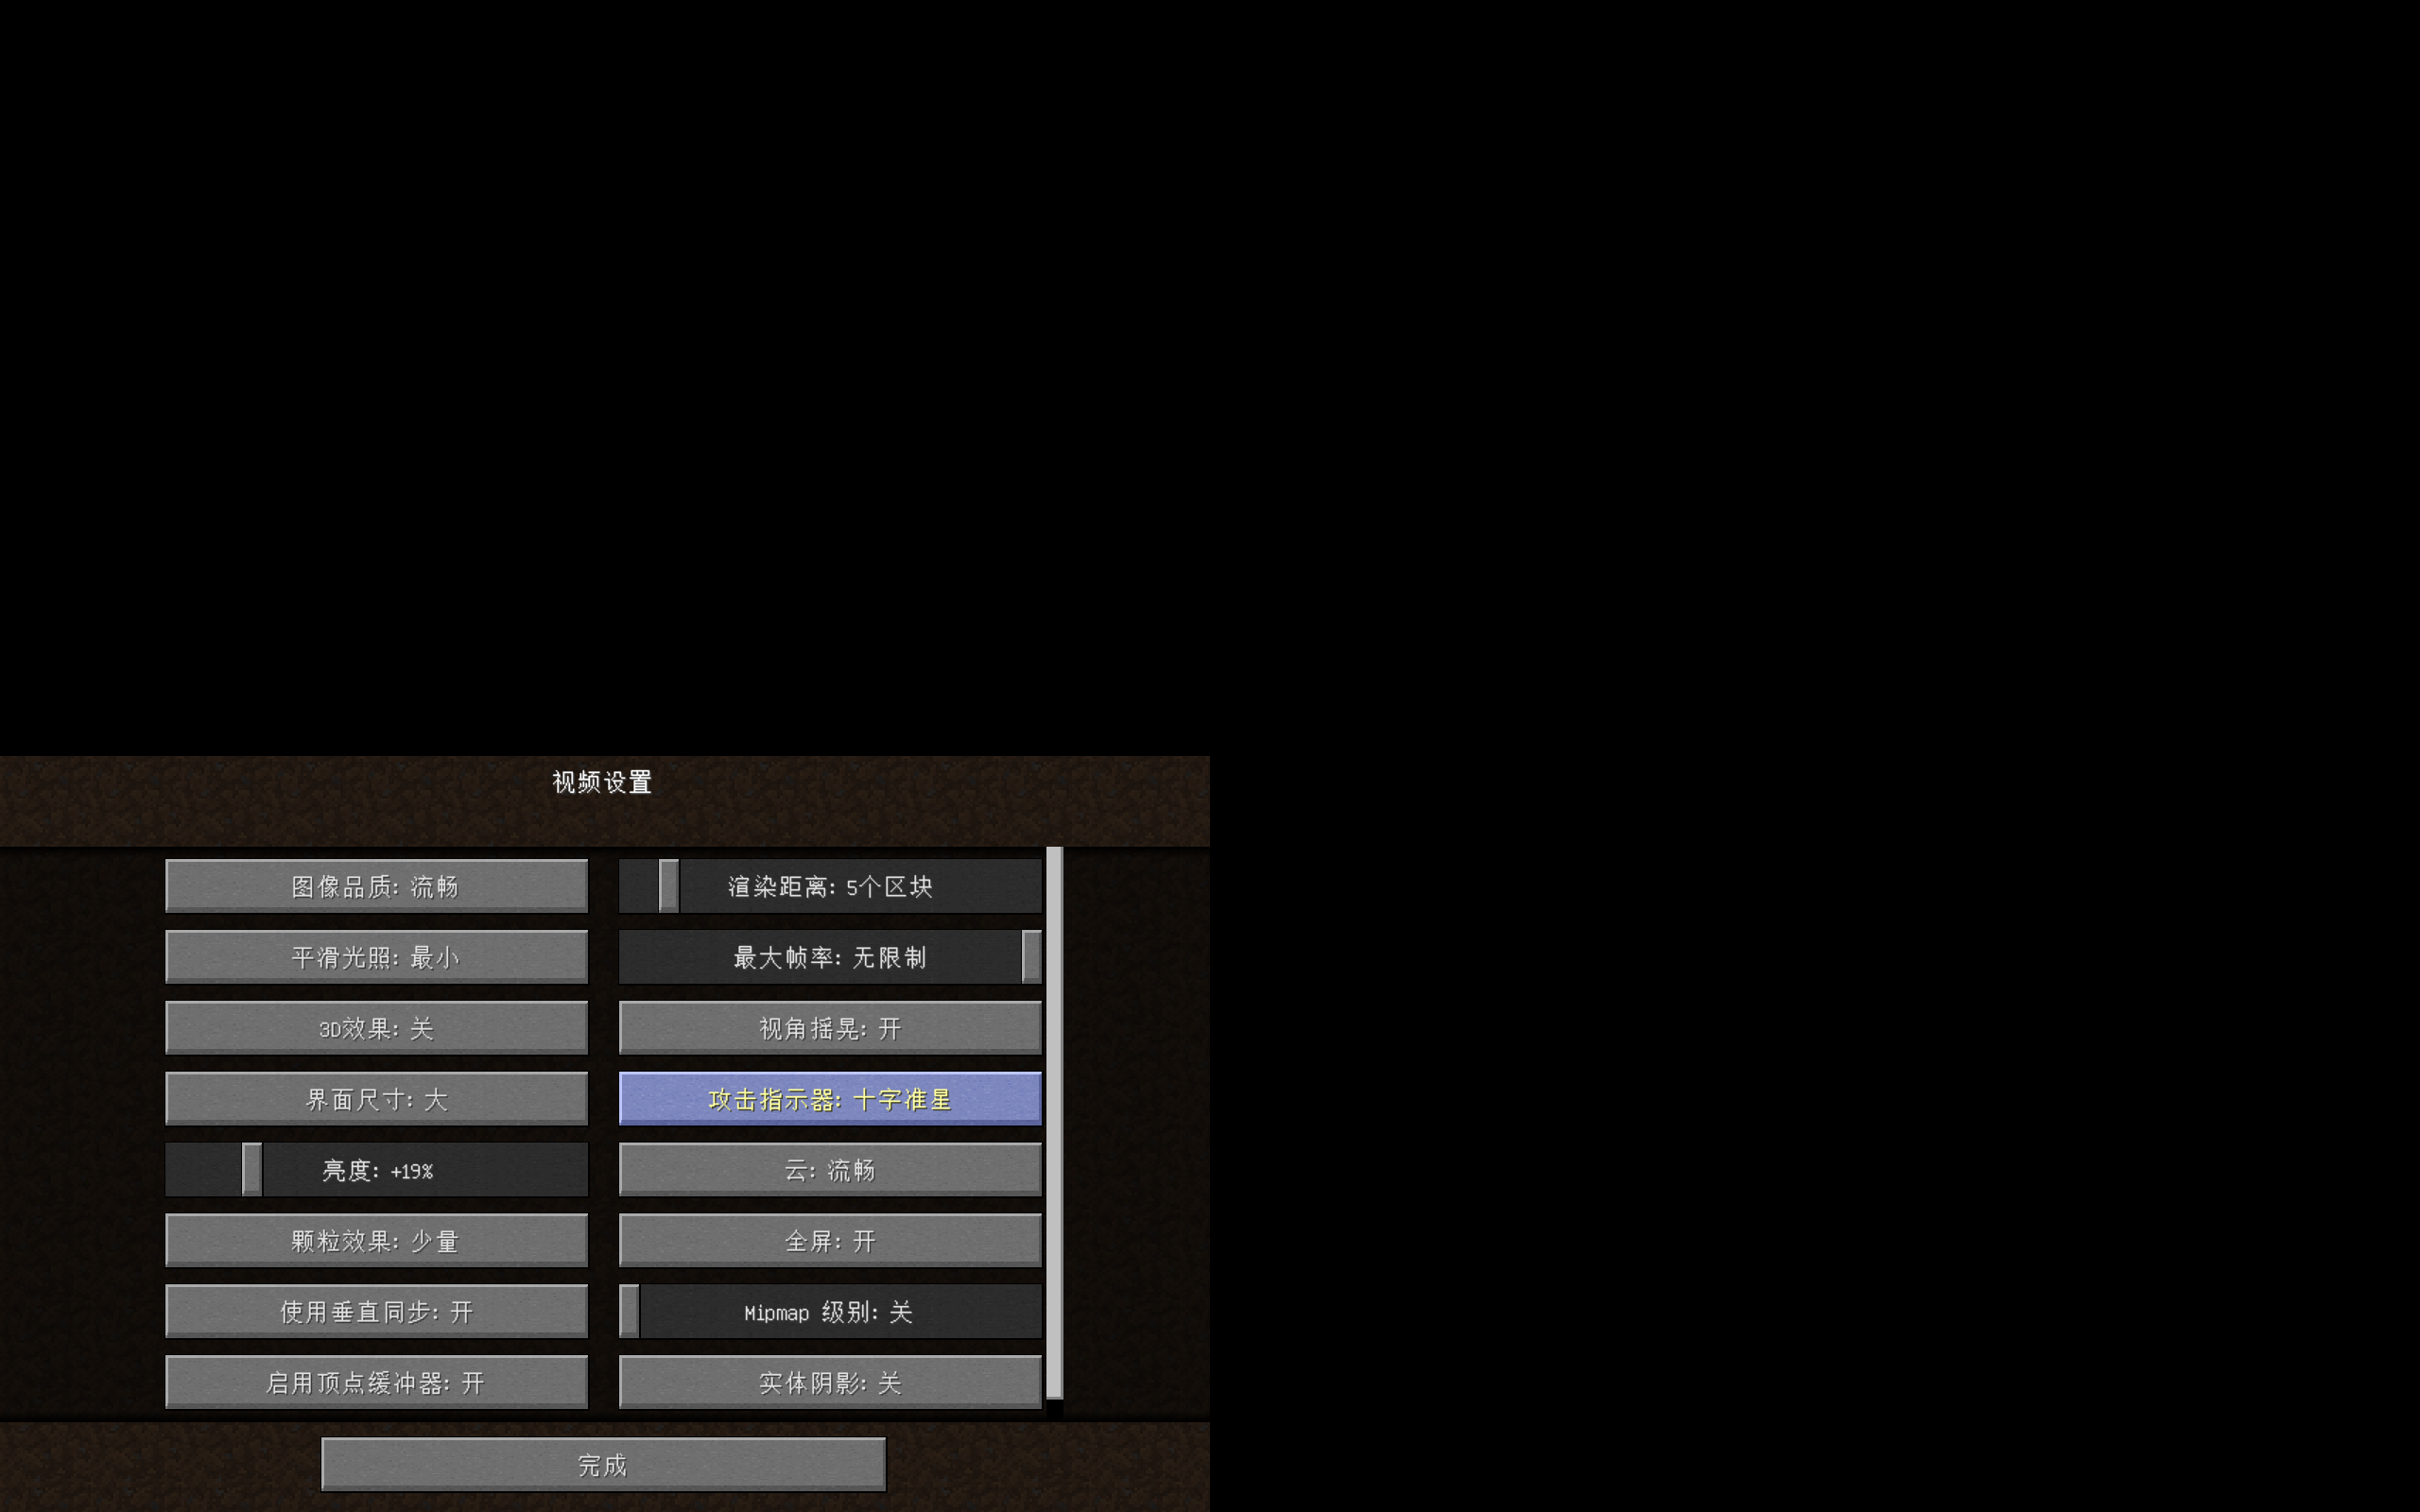 视频设置
图像品质: 流畅
渲染距离: 5个区块
平滑光照: 最小
最大帧率: 无限制
3D效果: 关
视角摇晃: 开
界面尺寸: 大
攻击指示器: 十字准星
亮度: +19%
云: 流畅
颗粒效果: 少量
全屏: 开
使用垂直同步: 开
Mipmap 级别: 关
启用顶点缓冲器: 开
实体阴影: 关
完成